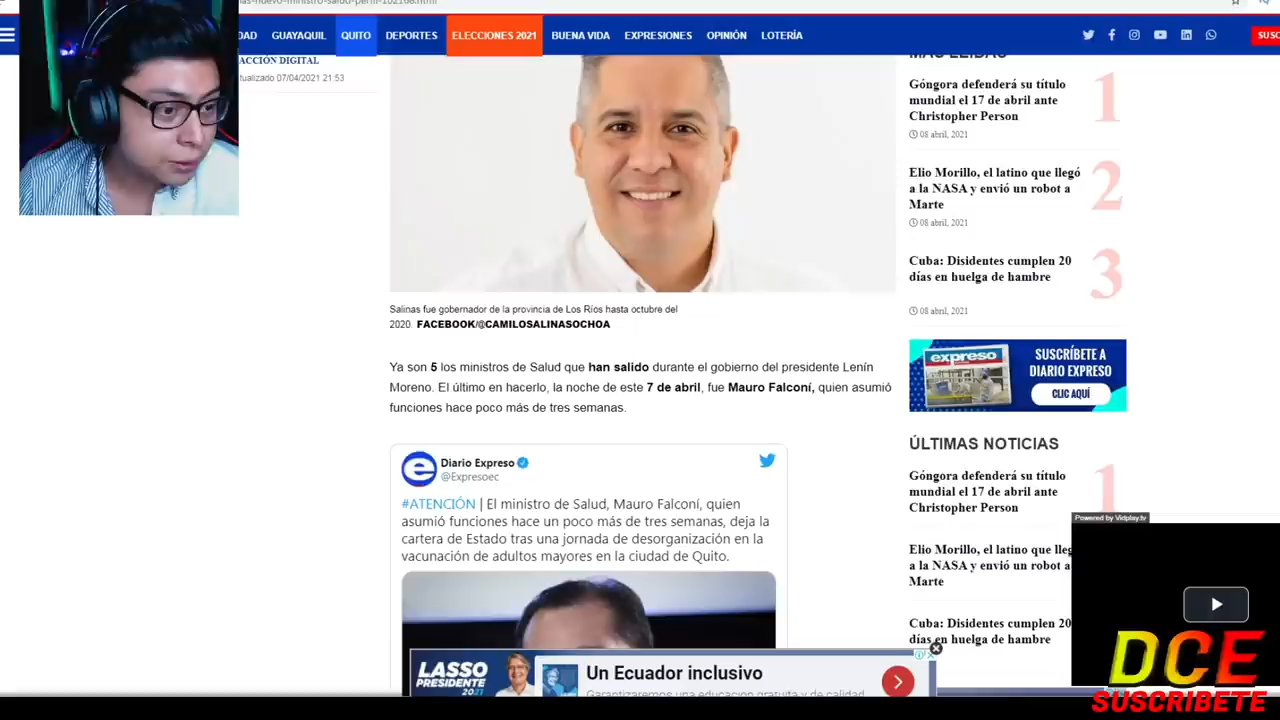 DAD GUAYAQUIL QUITO DEPORTES ELECCIONES 2021 BUENA VIDA EXPRESIONES OPINIÓN LOTERÍA
ACCIÓN DIGITAL
tualizado 07/04/2021 21:53
Salinas fue gobernador de la provincia de Los Ríos hasta octubre del
2020 FACEBOOK/@CAMILOSALINASOCHOA
Ya son 5 los ministros de Salud que han salido durante el gobierno del presidente Lenín
Moreno. El último en hacerlo, la noche de este 7 de abril, fue Mauro Falconí, quien asumió
funciones hace poco más de tres semanas.
Diario Expreso
@Expresoec
#ATENCIÓN | El ministro de Salud, Mauro Falconí, quien
asumió funciones hace un poco más de tres semanas, deja la
cartera de Estado tras una jornada de desorganización en la
vacunación de adultos mayores en la ciudad de Quito.
LASSO
PRESIDENTE
2021
Un Ecuador inclusivo
Garantizaremos una educación gratuita y de calidad
SUSC
MÁS LEÍDAS
Góngora defenderá su título
mundial el 17 de abril ante
Christopher Person
1
08 abril, 2021
Elio Morillo, el latino que llegó
a la NASA y envió un robot a
Marte
2
08 abril, 2021
Cuba: Disidentes cumplen 20
días en huelga de hambre
3
08 abril, 2021
expreso
SUSCRÍBETE A
DIARIO EXPRESO
CLIC AQUÍ
ÚLTIMAS NOTICIAS
Góngora defenderá su título
mundial el 17 de abril ante
Christopher Person
1
Powered by Vidplay.tv
Elio Morillo, el latino que lleg
a la NASA y envió un robot a
Marte
Cuba: Disidentes cumplen 20
días en huelga de hambre
DCE
SUSCRIBETE